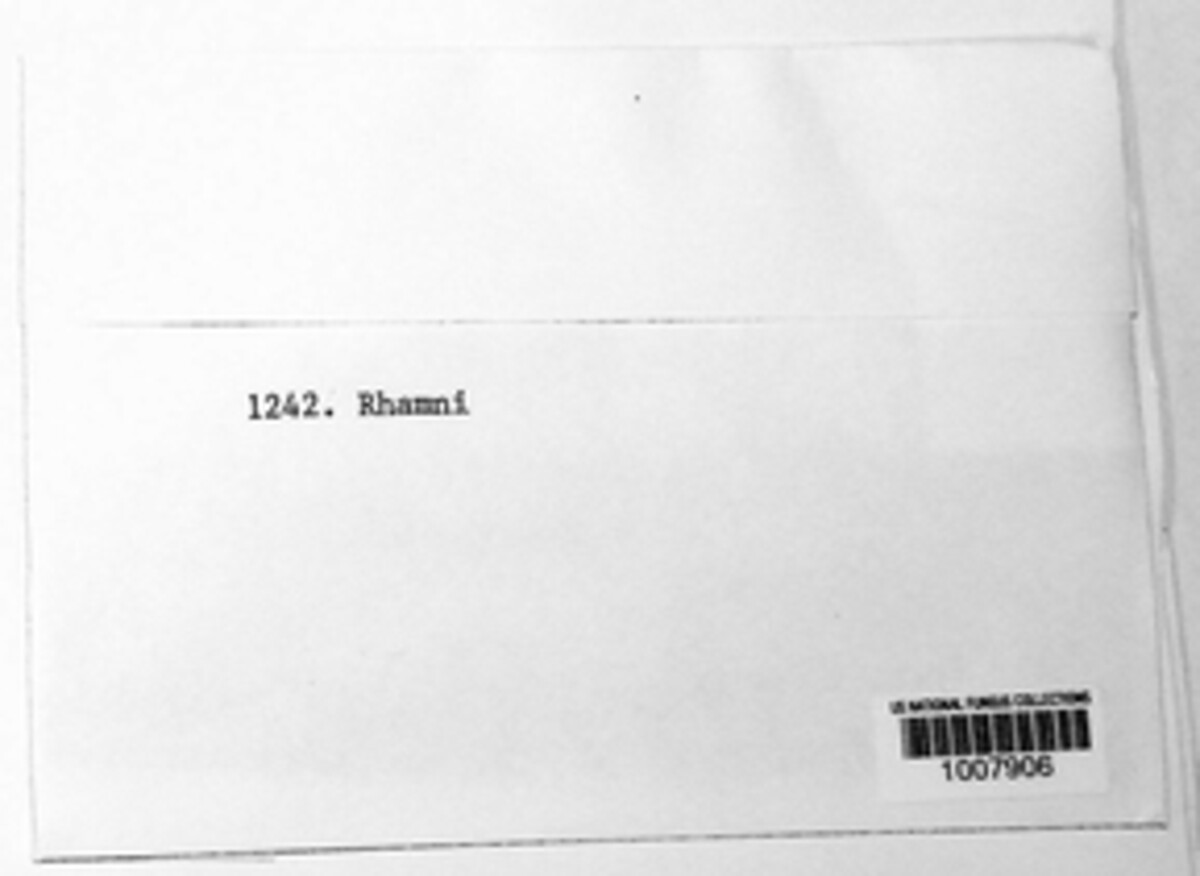 1242. Rhamni
US NATIONAL FUNGUS COLLECTIONS
1007906